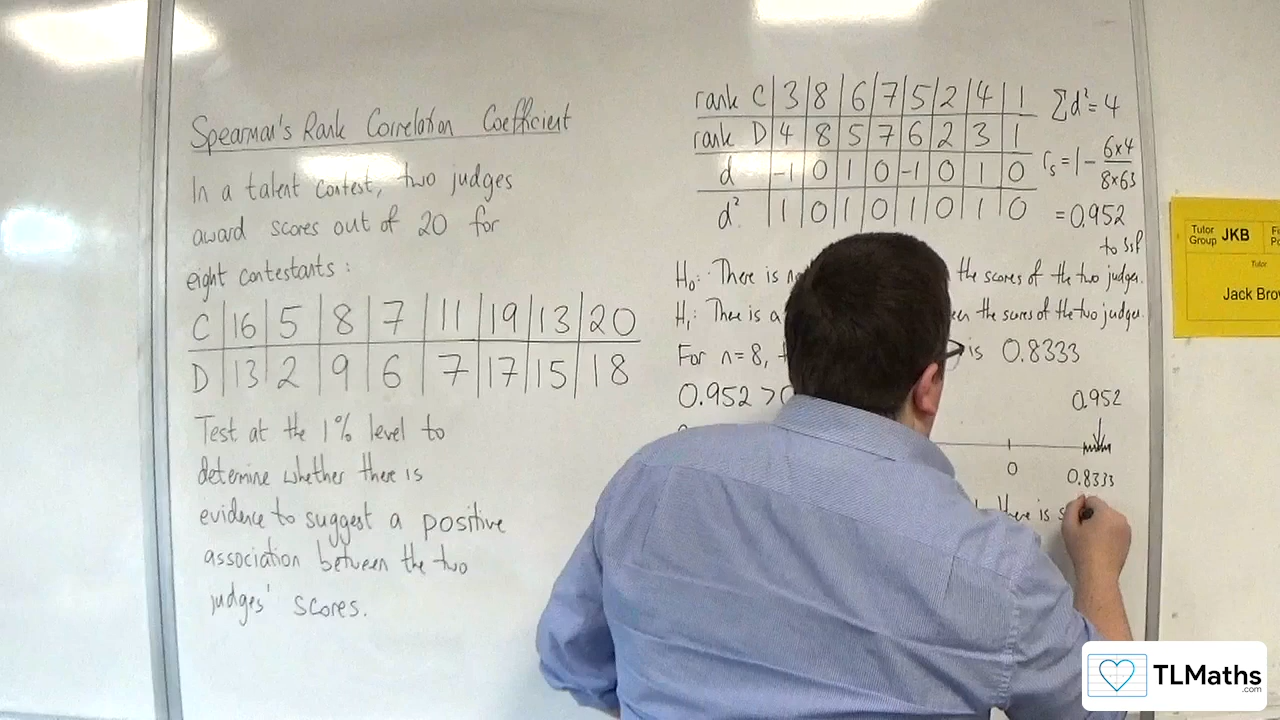 Spearman's Rank Correlation Coefficient
In a talent contest, two judges
award scores out of 20 for
eight contestants :
C 16 5 8 7 11 19 13 20
D 13 2 9 6 7 17 15 18
Test at the 1% level to
determine whether there is
evidence to suggest a positive
association between the two
judges' scores.
rank C 3 8 6 7 5 2 4 1
rank D 4 8 5 7 6 2 3 1
d -1 0 1 0 -1 0 1 0
d² 1 0 1 0 1 0 1 0
Σd² = 4
rₛ = 1 - 6×4/8×63
= 0.952
to 3sf
H₀: There is the scores of the two judges.
H₁: There is a the scores of the two judges.
For n=8, is 0.8333
0.952 >
0.952
0
0.8333
there is
Tutor Group JKB
Tutor
Jack
TLMaths
.com